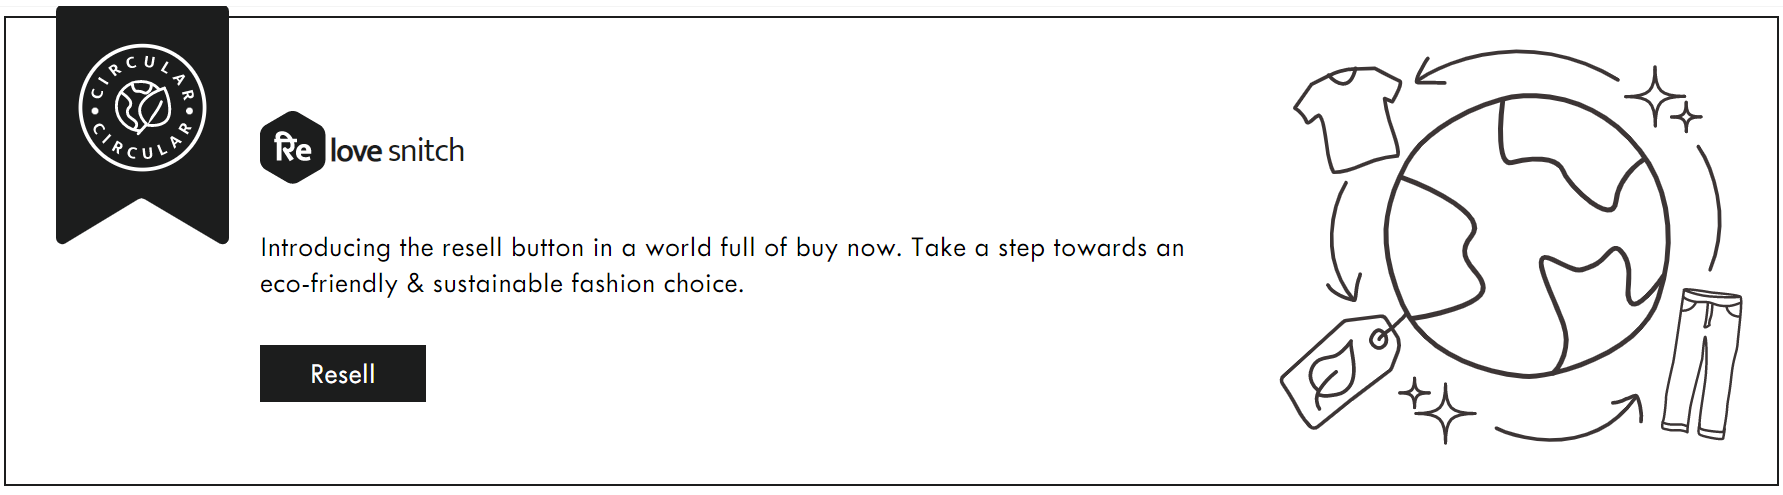 CIRCULAR
CIRCULAR
रिe love snitch
Introducing the resell button in a world full of buy now. Take a step towards an
eco-friendly & sustainable fashion choice.
Resell